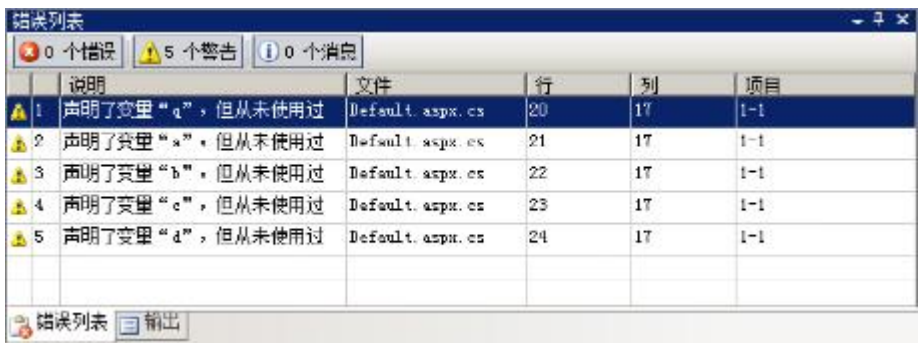 错误列表
0 个错误 5 个警告 0 个消息
说明 文件 行 列 项目
1 声明了变量“q”，但从未使用过 Default.aspx.cs 20 17 1-1
2 声明了变量“a”，但从未使用过 Default.aspx.cs 21 17 1-1
3 声明了变量“b”，但从未使用过 Default.aspx.cs 22 17 1-1
4 声明了变量“c”，但从未使用过 Default.aspx.cs 23 17 1-1
5 声明了变量“d”，但从未使用过 Default.aspx.cs 24 17 1-1
错误列表 输出